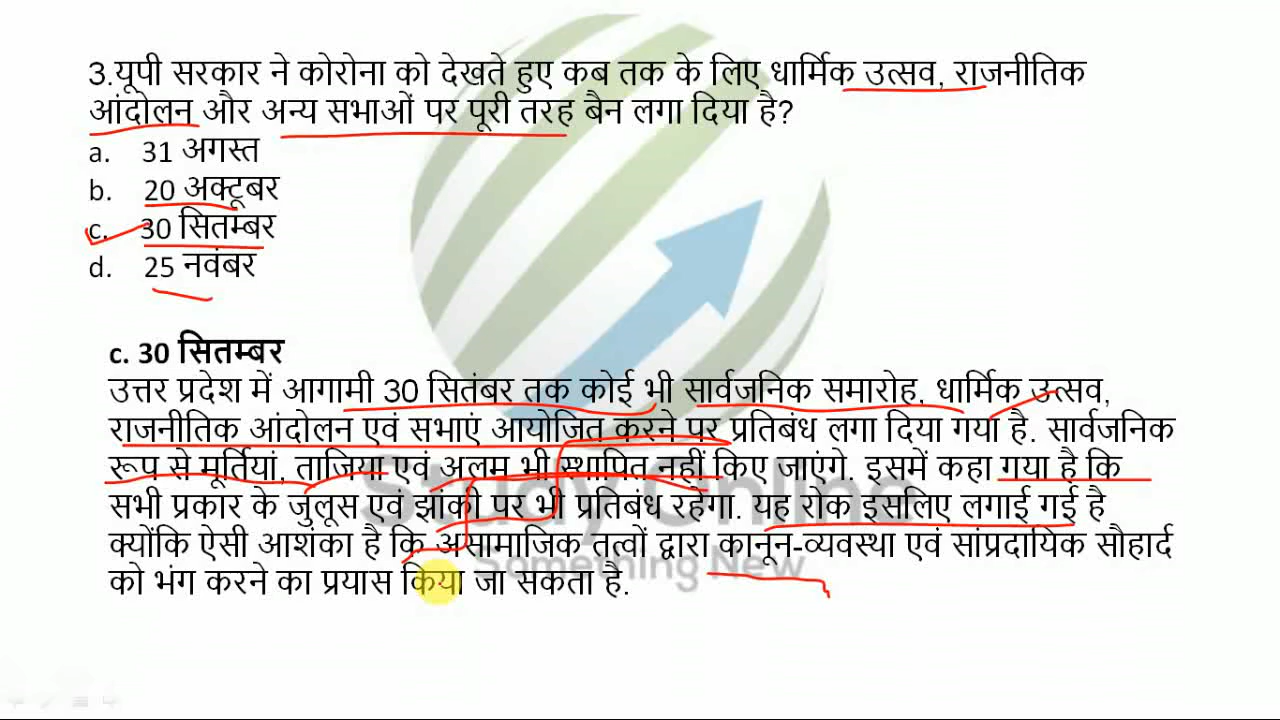 3.यूपी सरकार ने कोरोना को देखते हुए कब तक के लिए धार्मिक उत्सव, राजनीतिक
आंदोलन और अन्य सभाओं पर पूरी तरह बैन लगा दिया है?
a. 31 अगस्त
b. 20 अक्टूबर
c. 30 सितम्बर
d. 25 नवंबर
c. 30 सितम्बर
उत्तर प्रदेश में आगामी 30 सितंबर तक कोई भी सार्वजनिक समारोह, धार्मिक उत्सव,
राजनीतिक आंदोलन एवं सभाएं आयोजित करने पर प्रतिबंध लगा दिया गया है. सार्वजनिक
रूप से मूर्तियां, ताजिया एवं अलम भी स्थापित नहीं किए जाएंगे. इसमें कहा गया है कि
सभी प्रकार के जुलूस एवं झांकी पर भी प्रतिबंध रहेगा. यह रोक इसलिए लगाई गई है
क्योंकि ऐसी आशंका है कि असामाजिक तत्वों द्वारा कानून-व्यवस्था एवं सांप्रदायिक सौहार्द
को भंग करने का प्रयास किया जा सकता है.
Study Online
Something New